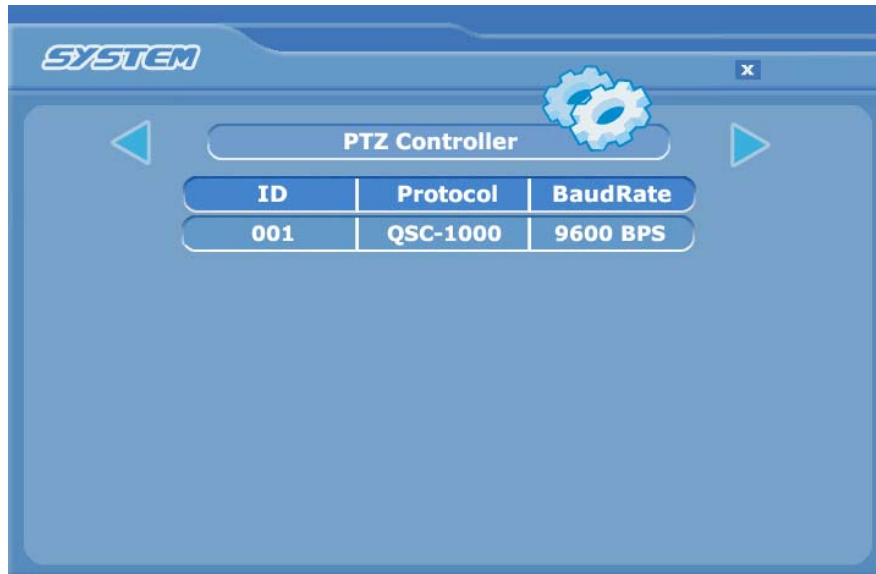 SYSTEM
X
PTZ Controller
ID Protocol BaudRate
001 QSC-1000 9600 BPS